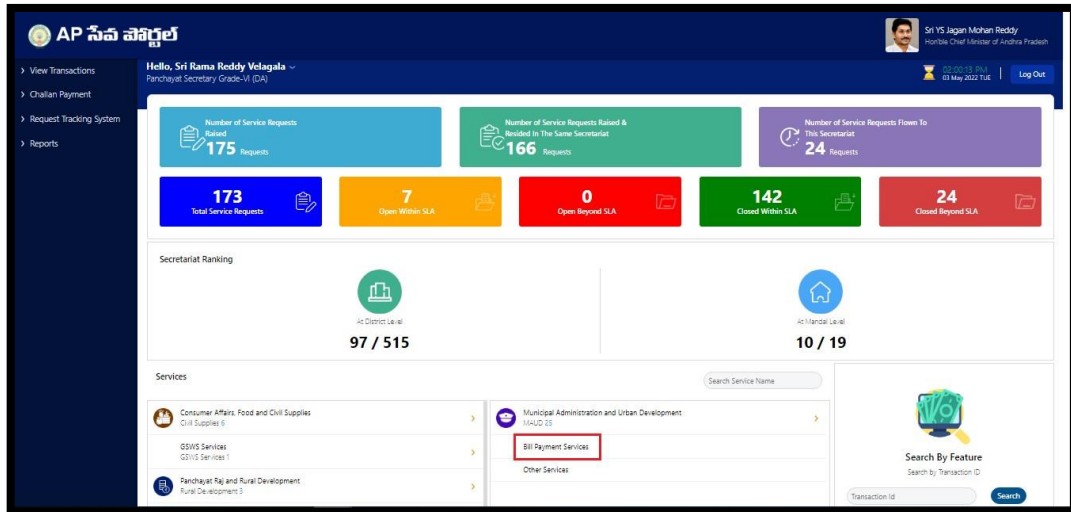 AP సేవ పోర్టల్
Sri YS Jagan Mohan Reddy
Hon'ble Chief Minister of Andhra Pradesh
View Transactions
Challan Payment
Request Tracking System
Reports
Hello, Sri Rama Reddy Velagala
Panchayat Secretary Grade-VI (DA)
02:00:13 PM
03 May 2022 TUE
Log Out
Number of Service Requests
Raised
175 Requests
Number of Service Requests Raised &
Resided In The Same Secretariat
166 Requests
Number of Service Requests Flown To
This Secretariat
24 Requests
173
Total Service Requests
7
Open Within SLA
0
Open Beyond SLA
142
Closed Within SLA
24
Closed Beyond SLA
Secretariat Ranking
At District Level
97 / 515
At Mandal Level
10 / 19
Services
Search Service Name
Consumer Affairs, Food and Civil Supplies
Civil Supplies 6
GSWS Services
GSWS Services 1
Panchayat Raj and Rural Development
Rural Development 3
Municipal Administration and Urban Development
MAUD 25
Bill Payment Services
Other Services
Search By Feature
Search by Transaction ID
Transaction Id
Search